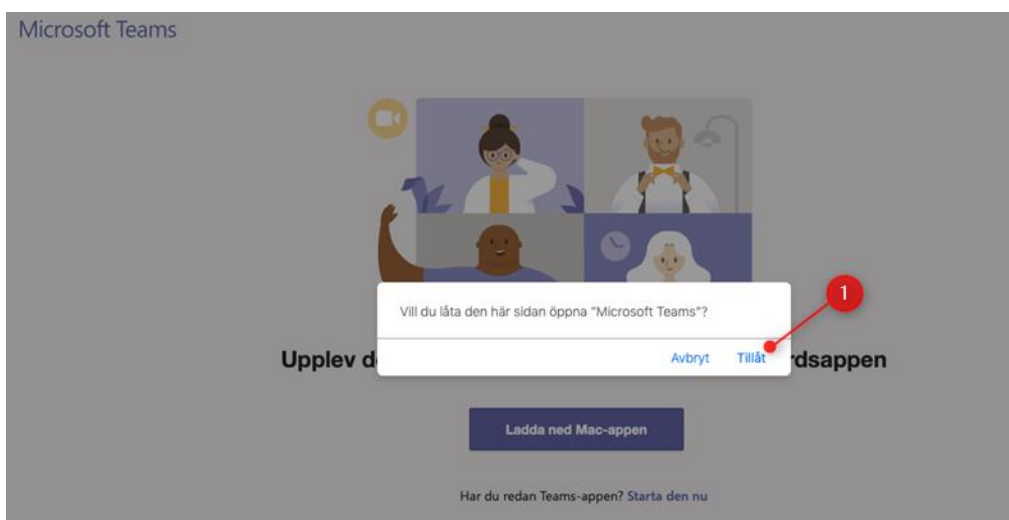 Microsoft Teams
1
Vill du låta den här sidan öppna "Microsoft Teams"?
Avbryt Tillåt
Upplev d rdsappen
Ladda ned Mac-appen
Har du redan Teams-appen? Starta den nu